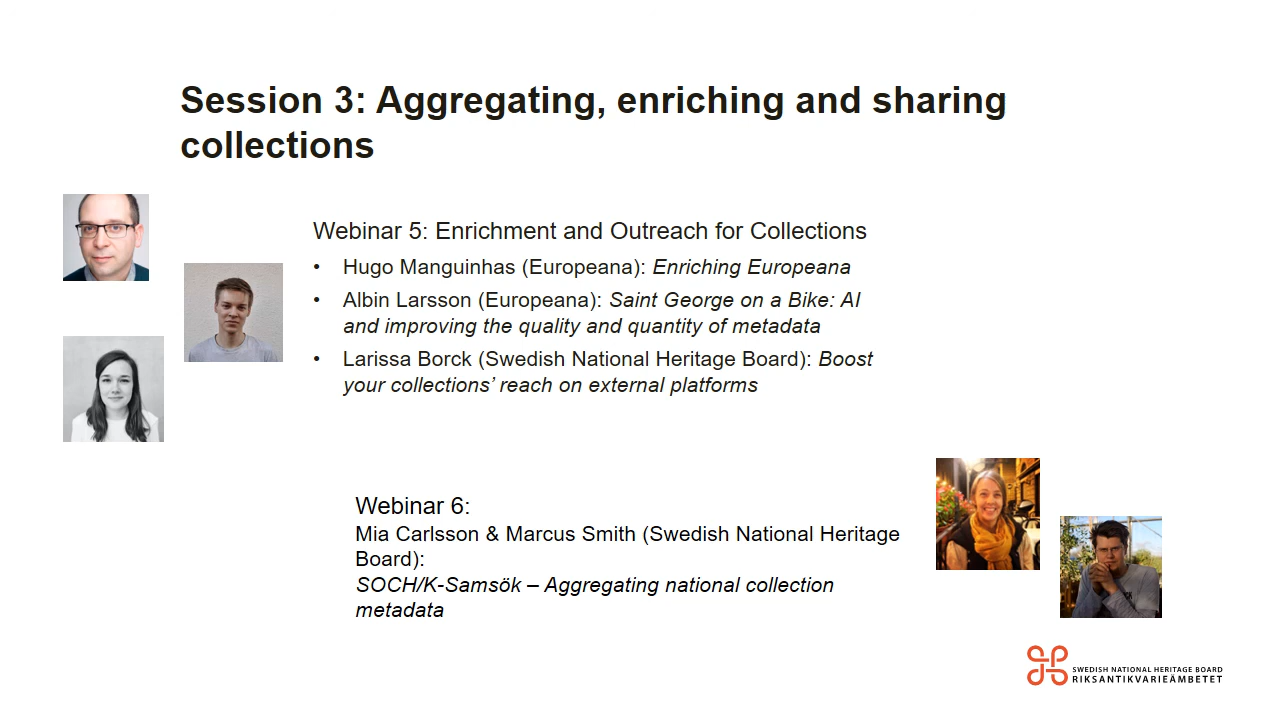 Session 3: Aggregating, enriching and sharing
collections
Webinar 5: Enrichment and Outreach for Collections
• Hugo Manguinhas (Europeana): Enriching Europeana
• Albin Larsson (Europeana): Saint George on a Bike: AI
and improving the quality and quantity of metadata
• Larissa Borck (Swedish National Heritage Board): Boost
your collections’ reach on external platforms
Webinar 6:
Mia Carlsson & Marcus Smith (Swedish National Heritage
Board):
SOCH/K-Samsök – Aggregating national collection
metadata
SWEDISH NATIONAL HERITAGE BOARD
RIKSANTIKVARIEÄMBETET